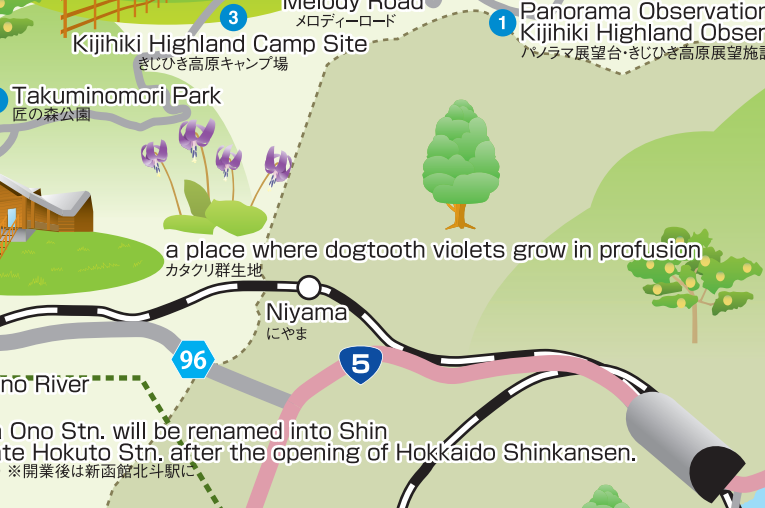 Melody Road
メロディーロード
3
Kijihiki Highland Camp Site
きじひき高原キャンプ場
1
Panorama Observation
Kijihiki Highland Obser
パノラマ展望台・きじひき高原展望施設
Takuminomori Park
匠の森公園
a place where dogtooth violets grow in profusion
カタクリ群生地
Niyama
にやま
96
5
no River
Ono Stn. will be renamed into Shin
ate Hokuto Stn. after the opening of Hokkaido Shinkansen.
※開業後は新函館北斗駅に